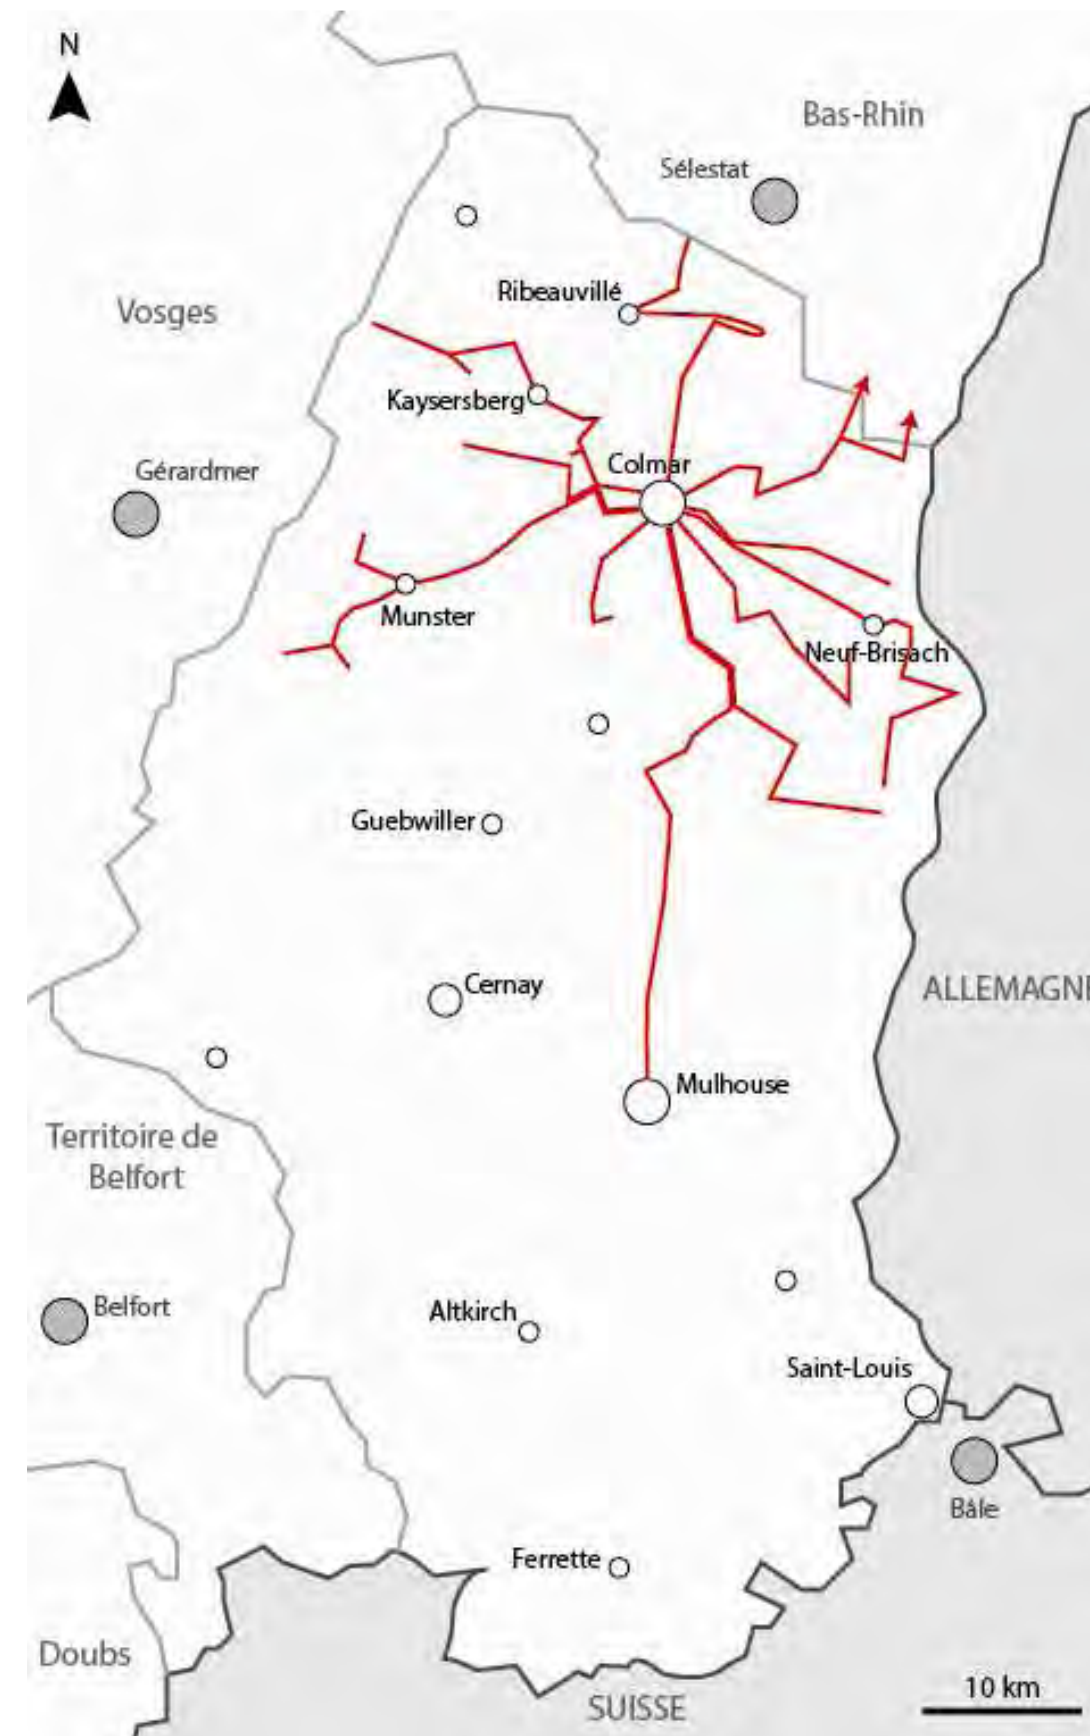 N
Bas-Rhin
Sélestat
Ribeauvillé
Vosges
Kaysersberg
Colmar
Gérardmer
Munster
Neuf-Brisach
Guebwiller
Cernay
ALLEMAGNE
Mulhouse
Territoire de
Belfort
Belfort
Altkirch
Saint-Louis
Bâle
Ferrette
Doubs
10 km
SUISSE